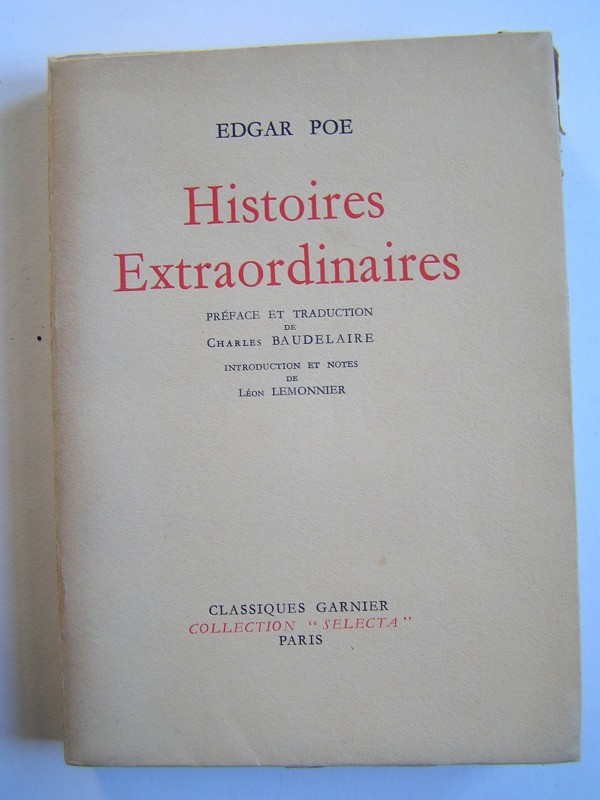 EDGAR POE
Histoires
Extraordinaires
PRÉFACE ET TRADUCTION
DE
CHARLES BAUDELAIRE
INTRODUCTION ET NOTES
DE
LÉON LEMONNIER
CLASSIQUES GARNIER
COLLECTION "SELECTA"
PARIS